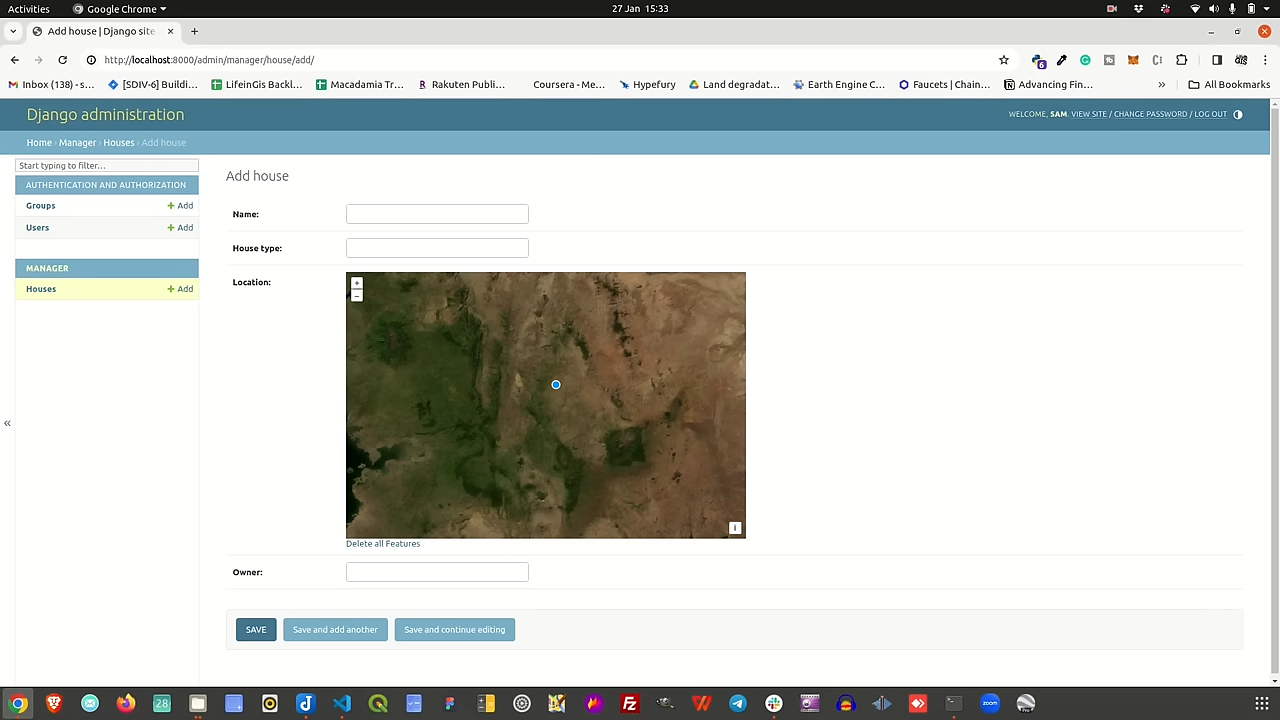 Activities Google Chrome 27 Jan 15:33
Add house | Django site
http://localhost:8000/admin/manager/house/add/
6
Inbox (138) - s... [SDIV-6] Buildi... LifeinGis Backl... Macadamia Tr... Rakuten Publi... Coursera - Me... Hypefury Land degradat... Earth Engine C... Faucets | Chain... Advancing Fin... » All Bookmarks
Django administration
WELCOME, SAM. VIEW SITE / CHANGE PASSWORD / LOG OUT
Home › Manager › Houses › Add house
Start typing to filter...
AUTHENTICATION AND AUTHORIZATION
Groups + Add
Users + Add
MANAGER
Houses + Add
«
Add house
Name:
House type:
Location:
+
–
i
Delete all Features
Owner:
SAVE Save and add another Save and continue editing
28 zoom